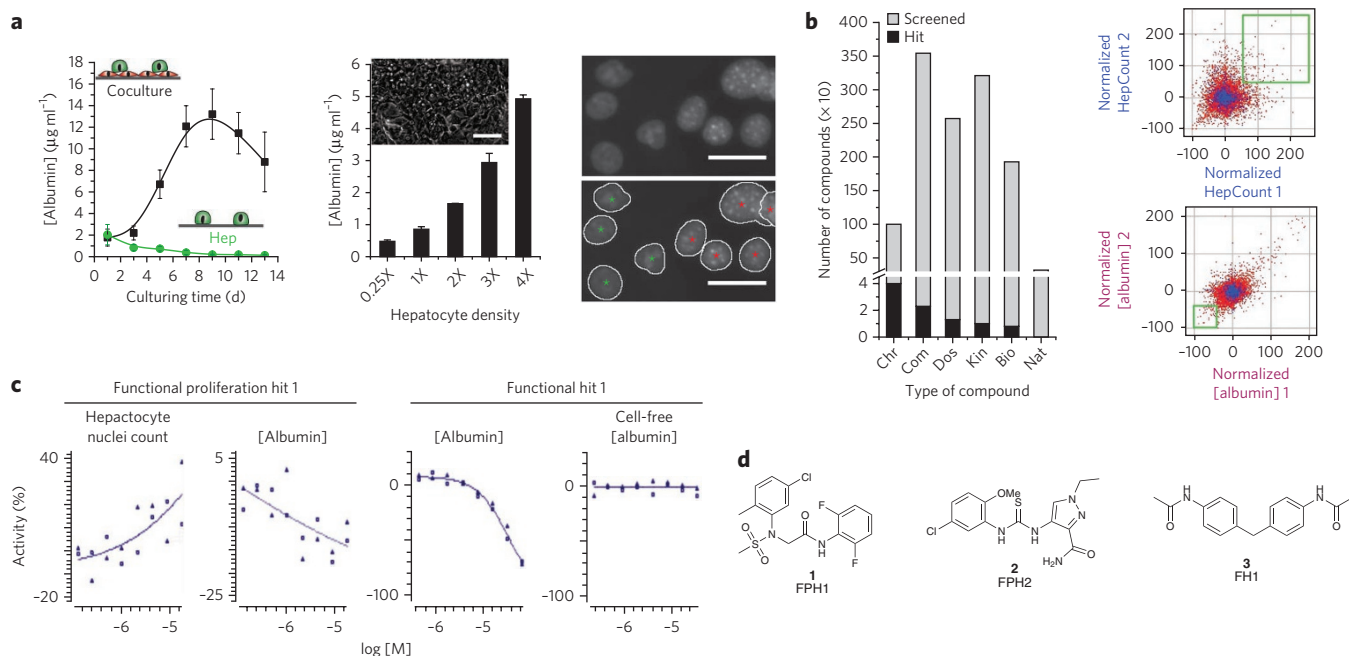 a
18
16
14
12
10
8
6
4
2
0
[Albumin] (µg ml⁻¹)
Coculture
Hep
0 2 4 6 8 10 12 14
Culturing time (d)
6
5
4
3
2
1
0
[Albumin] (µg ml⁻¹)
0.25X 1X 2X 3X 4X
Hepatocyte density
b
Screened
Hit
400
350
300
250
200
150
100
50
4
2
0
Number of compounds (×10)
Chr Com Dos Kin Bio Nat
Type of compound
Normalized
HepCount 2
200
100
0
-100
-100 0 100 200
Normalized
HepCount 1
Normalized
[albumin] 2
200
100
0
-100
-100 0 100 200
Normalized
[albumin] 1
c
Functional proliferation hit 1
Functional hit 1
Hepactocyte
nuclei count
[Albumin]
[Albumin]
Cell-free
[albumin]
Activity (%)
40
-20
5
-25
0
-100
0
-100
-6 -5
-6 -5
-6 -5
-6 -5
log [M]
d
Cl
O
F
N
N
H
O
S
O
F
1
FPH1
OMe
S
Cl
N
H
N
H
N
N
O
H₂N
2
FPH2
H
N
O
H
N
O
3
FH1